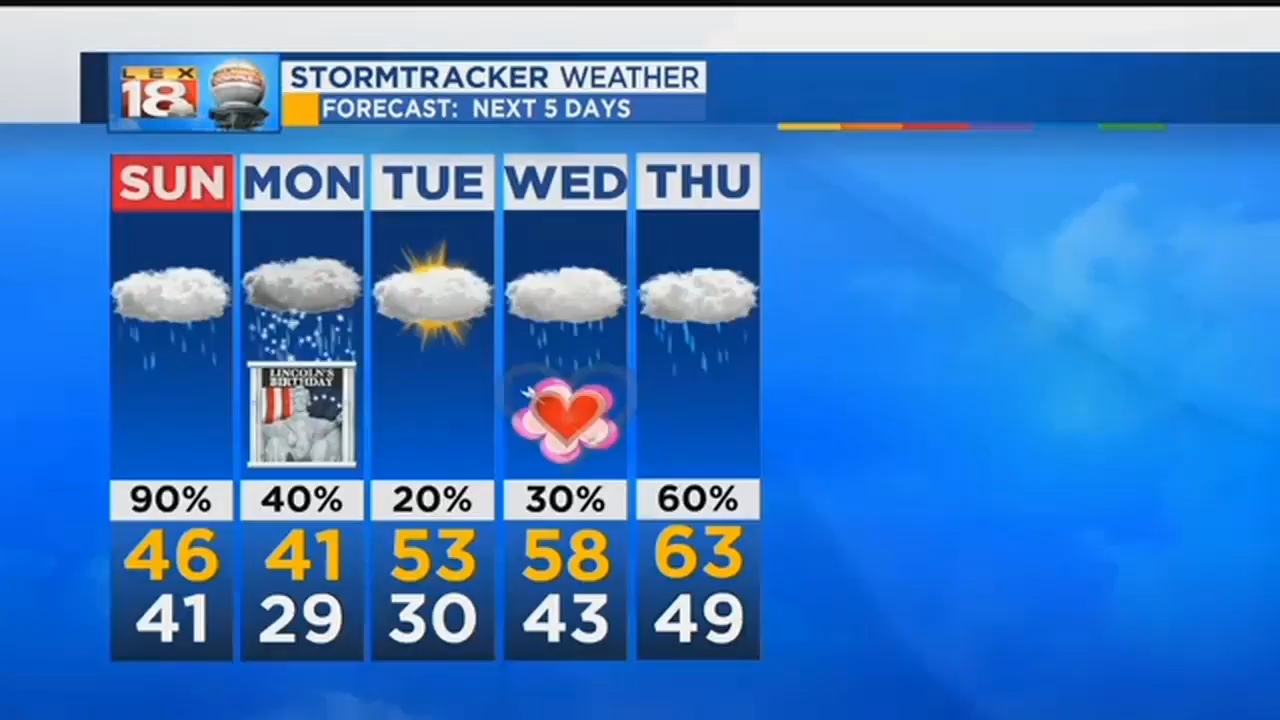 LEX
18
STORMTRACKER WEATHER
FORECAST: NEXT 5 DAYS
SUN MON TUE WED THU
LINCOLN'S
BIRTHDAY
90% 40% 20% 30% 60%
46 41 53 58 63
41 29 30 43 49